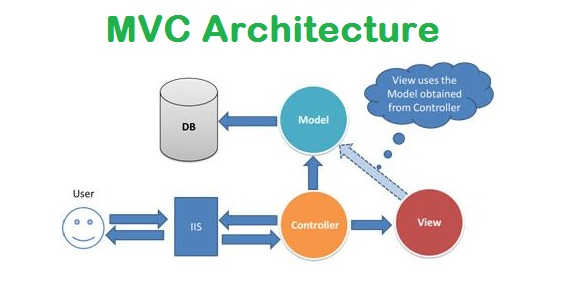 MVC Architecture
View uses the
Model obtained
from Controller
DB
Model
User
IIS
Controller
View